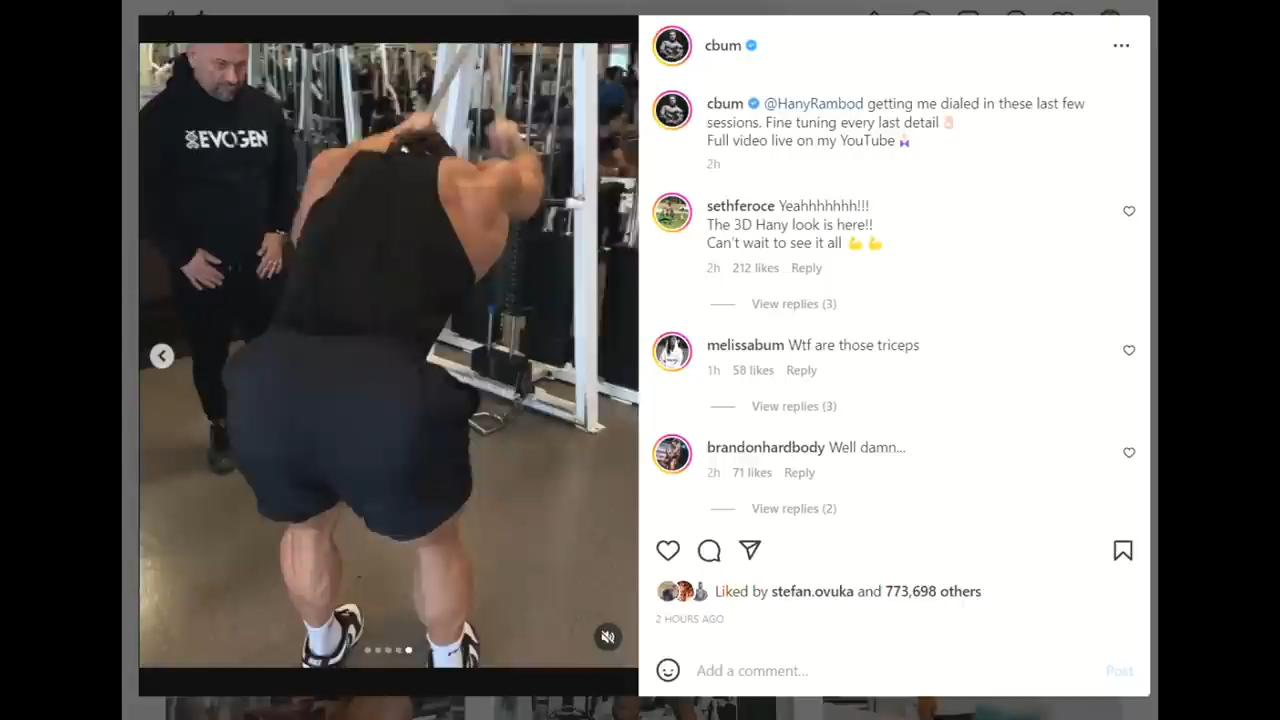 EVOGEN
cbum
cbum @HanyRambod getting me dialed in these last few
sessions. Fine tuning every last detail
Full video live on my YouTube
2h
sethferoce Yeahhhhhhh!!!
The 3D Hany look is here!!
Can't wait to see it all
2h 212 likes Reply
View replies (3)
melissabum Wtf are those triceps
1h 58 likes Reply
View replies (3)
brandonhardbody Well damn...
2h 71 likes Reply
View replies (2)
Liked by stefan.ovuka and 773,698 others
2 HOURS AGO
Add a comment... Post